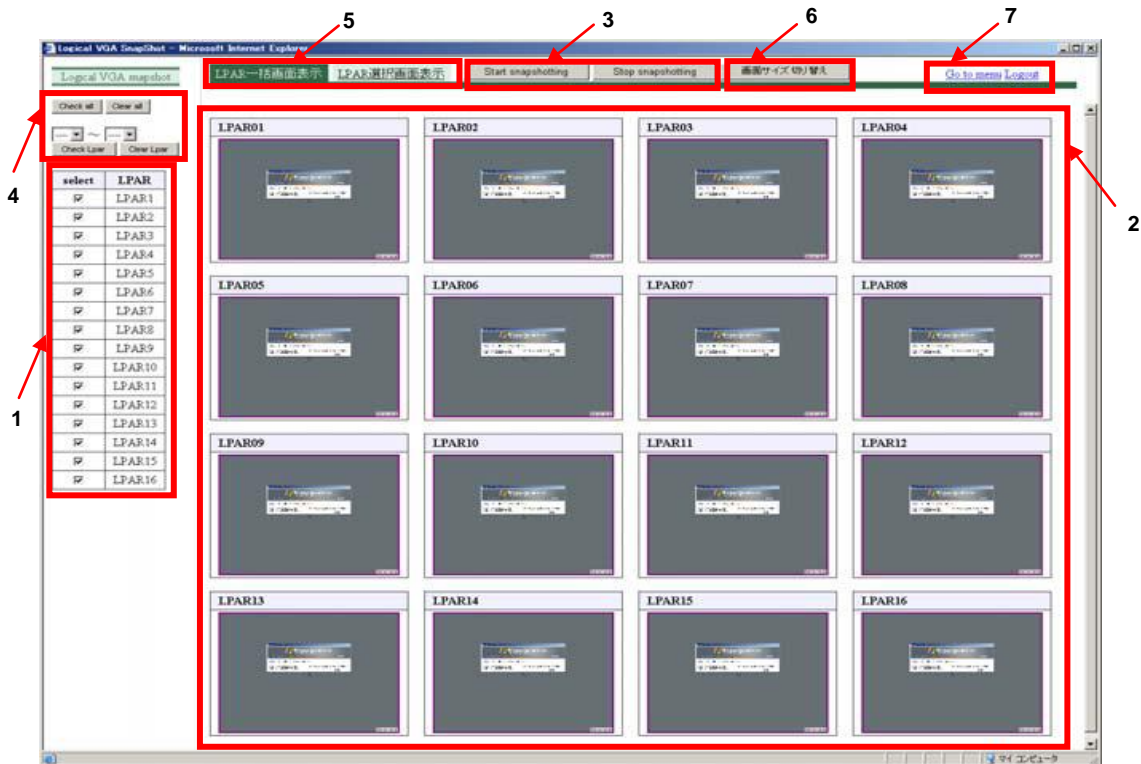 5
3
6
7
Logical VGA SnapShot - Microsoft Internet Explorer
Logical VGA snapshot
LPAR一括画面表示 LPAR選択画面表示
Start snapshotting Stop snapshotting
画面サイズ切り替え
Go to menu Logout
Check all Clear all
--- ～ ---
Check Lpar Clear Lpar
4
2
1
select LPAR
LPAR1
LPAR2
LPAR3
LPAR4
LPAR5
LPAR6
LPAR7
LPAR8
LPAR9
LPAR10
LPAR11
LPAR12
LPAR13
LPAR14
LPAR15
LPAR16
LPAR01 LPAR02 LPAR03 LPAR04
LPAR05 LPAR06 LPAR07 LPAR08
LPAR09 LPAR10 LPAR11 LPAR12
LPAR13 LPAR14 LPAR15 LPAR16
マイ コンピュータ